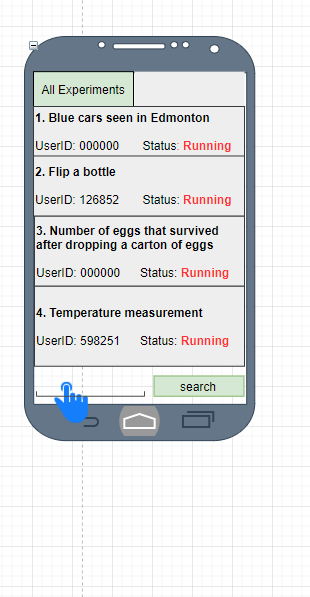 All Experiments
1. Blue cars seen in Edmonton
UserID: 000000 Status: Running
2. Flip a bottle
UserID: 126852 Status: Running
3. Number of eggs that survived
after dropping a carton of eggs
UserID: 000000 Status: Running
4. Temperature measurement
UserID: 598251 Status: Running
search